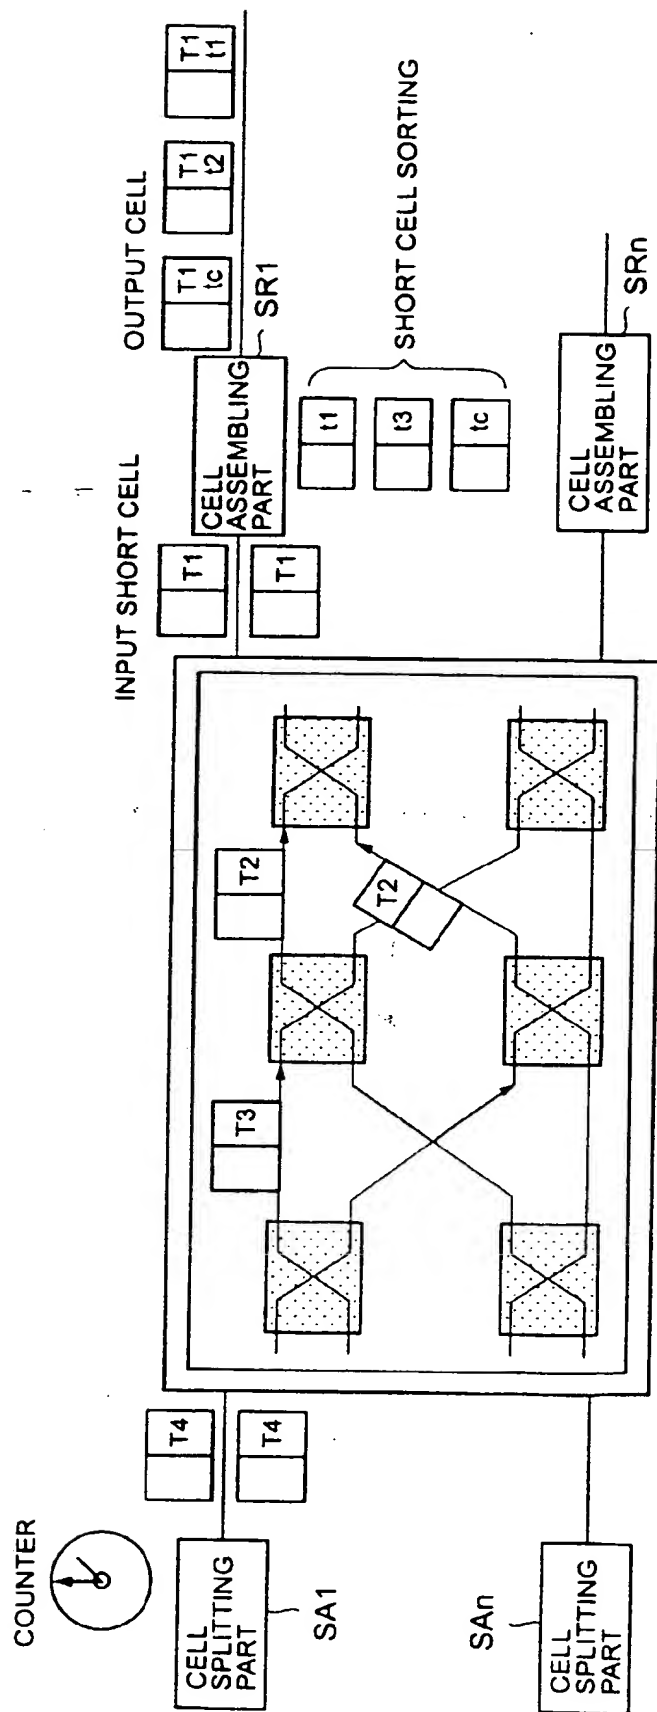 COUNTER
CELL
SPLITTING
PART
SA1
CELL
SPLITTING
PART
SAn
T4
T4
T3
T2
T2
INPUT SHORT CELL
T1
T1
CELL
ASSEMBLING
PART
SR1
OUTPUT CELL
T1
tc
T1
t2
T1
t1
t1
t3
tc
SHORT CELL SORTING
CELL
ASSEMBLING
PART
SRn